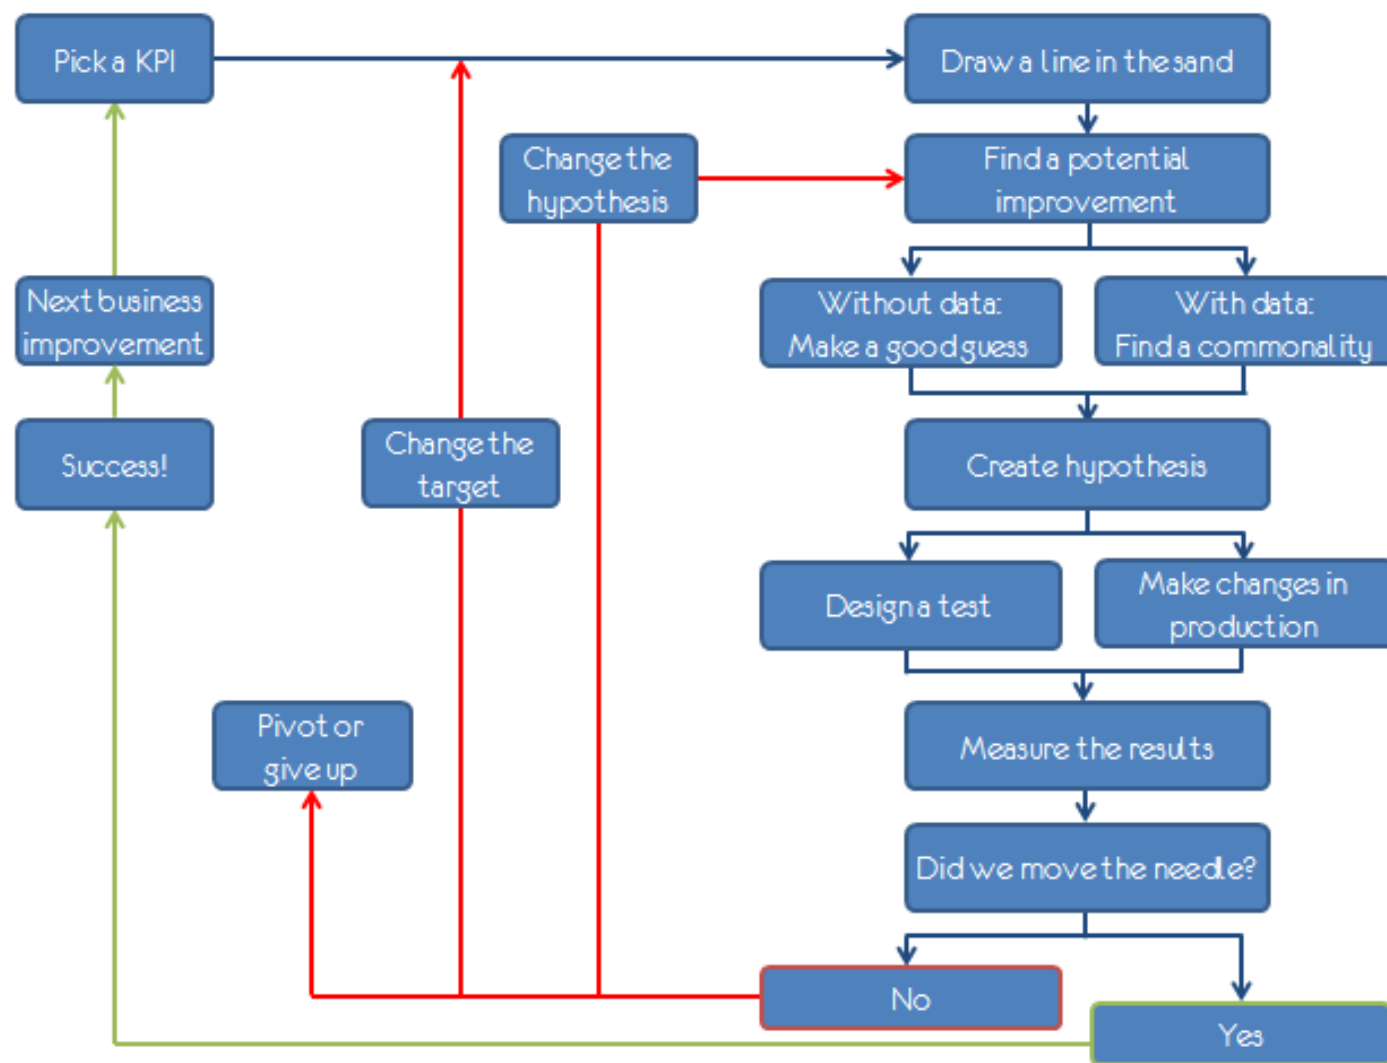 Pick a KPI
Draw a line in the sand
Change the
hypothesis
Find a potential
improvement
Next business
improvement
Without data:
Make a good guess
With data:
Find a commonality
Success!
Change the
target
Create hypothesis
Design a test
Make changes in
production
Pivot or
give up
Measure the results
Did we move the needle?
No
Yes